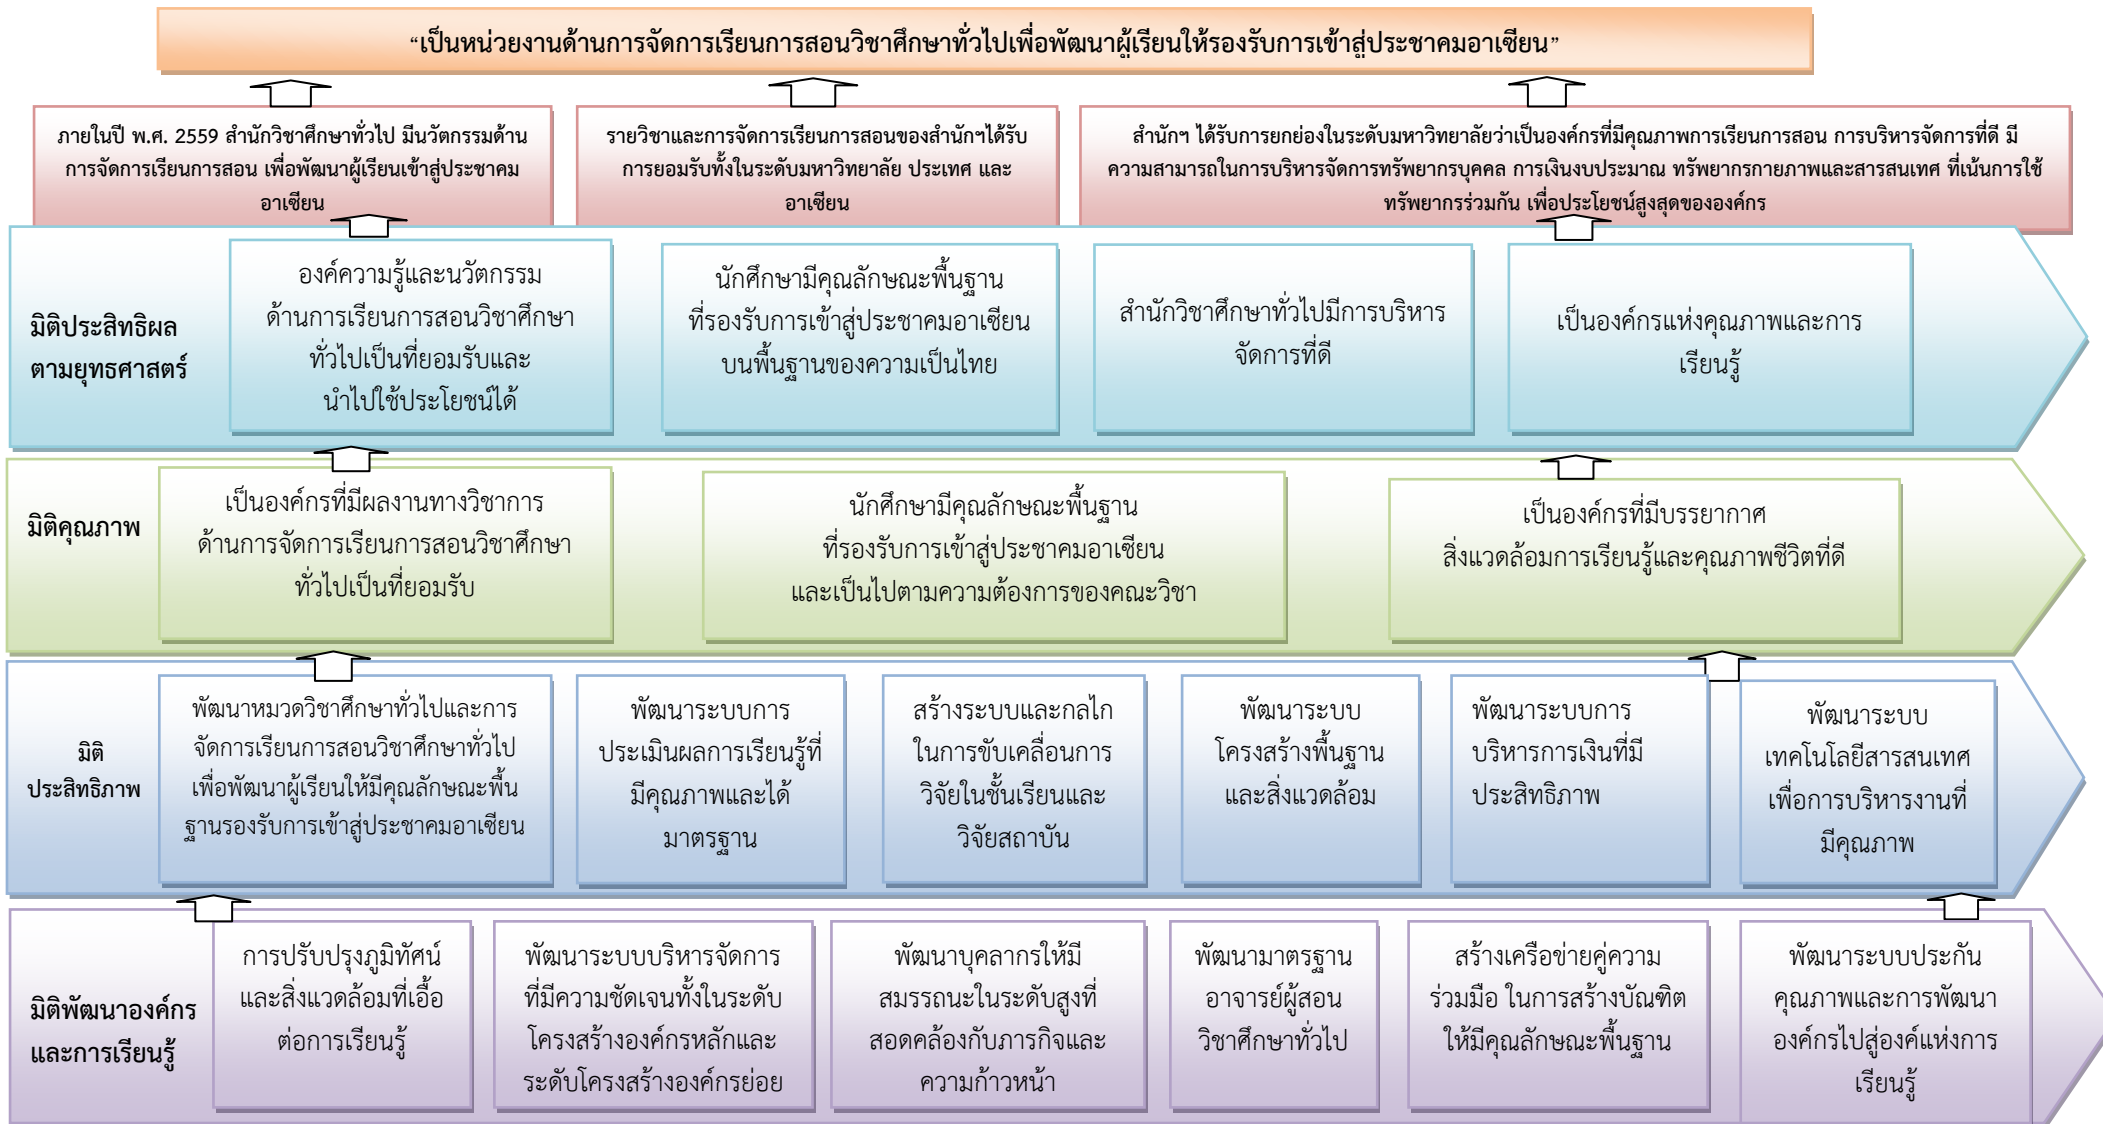 “เป็นหน่วยงานด้านการจัดการเรียนการสอนวิชาศึกษาทั่วไปเพื่อพัฒนาผู้เรียนให้รองรับการเข้าสู่ประชาคมอาเซียน”
ภายในปี พ.ศ. 2559 สำนักวิชาศึกษาทั่วไป มีนวัตกรรมด้าน
การจัดการเรียนการสอน เพื่อพัฒนาผู้เรียนเข้าสู่ประชาคม
อาเซียน
รายวิชาและการจัดการเรียนการสอนของสำนักฯได้รับ
การยอมรับทั้งในระดับมหาวิทยาลัย ประเทศ และ
อาเซียน
สำนักฯ ได้รับการยกย่องในระดับมหาวิทยาลัยว่าเป็นองค์กรที่มีคุณภาพการเรียนการสอน การบริหารจัดการที่ดี มี
ความสามารถในการบริหารจัดการทรัพยากรบุคคล การเงินงบประมาณ ทรัพยากรกายภาพและสารสนเทศ ที่เน้นการใช้
ทรัพยากรร่วมกัน เพื่อประโยชน์สูงสุดขององค์กร
มิติประสิทธิผล
ตามยุทธศาสตร์
องค์ความรู้และนวัตกรรม
ด้านการเรียนการสอนวิชาศึกษา
ทั่วไปเป็นที่ยอมรับและ
นำไปใช้ประโยชน์ได้
นักศึกษามีคุณลักษณะพื้นฐาน
ที่รองรับการเข้าสู่ประชาคมอาเซียน
บนพื้นฐานของความเป็นไทย
สำนักวิชาศึกษาทั่วไปมีการบริหาร
จัดการที่ดี
เป็นองค์กรแห่งคุณภาพและการ
เรียนรู้
มิติคุณภาพ
เป็นองค์กรที่มีผลงานทางวิชาการ
ด้านการจัดการเรียนการสอนวิชาศึกษา
ทั่วไปเป็นที่ยอมรับ
นักศึกษามีคุณลักษณะพื้นฐาน
ที่รองรับการเข้าสู่ประชาคมอาเซียน
และเป็นไปตามความต้องการของคณะวิชา
เป็นองค์กรที่มีบรรยากาศ
สิ่งแวดล้อมการเรียนรู้และคุณภาพชีวิตที่ดี
มิติ
ประสิทธิภาพ
พัฒนาหมวดวิชาศึกษาทั่วไปและการ
จัดการเรียนการสอนวิชาศึกษาทั่วไป
เพื่อพัฒนาผู้เรียนให้มีคุณลักษณะพื้น
ฐานรองรับการเข้าสู่ประชาคมอาเซียน
พัฒนาระบบการ
ประเมินผลการเรียนรู้ที่
มีคุณภาพและได้
มาตรฐาน
สร้างระบบและกลไก
ในการขับเคลื่อนการ
วิจัยในชั้นเรียนและ
วิจัยสถาบัน
พัฒนาระบบ
โครงสร้างพื้นฐาน
และสิ่งแวดล้อม
พัฒนาระบบการ
บริหารการเงินที่มี
ประสิทธิภาพ
พัฒนาระบบ
เทคโนโลยีสารสนเทศ
เพื่อการบริหารงานที่
มีคุณภาพ
มิติพัฒนาองค์กร
และการเรียนรู้
การปรับปรุงภูมิทัศน์
และสิ่งแวดล้อมที่เอื้อ
ต่อการเรียนรู้
พัฒนาระบบบริหารจัดการ
ที่มีความชัดเจนทั้งในระดับ
โครงสร้างองค์กรหลักและ
ระดับโครงสร้างองค์กรย่อย
พัฒนาบุคลากรให้มี
สมรรถนะในระดับสูงที่
สอดคล้องกับภารกิจและ
ความก้าวหน้า
พัฒนามาตรฐาน
อาจารย์ผู้สอน
วิชาศึกษาทั่วไป
สร้างเครือข่ายคู่ความ
ร่วมมือ ในการสร้างบัณฑิต
ให้มีคุณลักษณะพื้นฐาน
พัฒนาระบบประกัน
คุณภาพและการพัฒนา
องค์กรไปสู่องค์แห่งการ
เรียนรู้